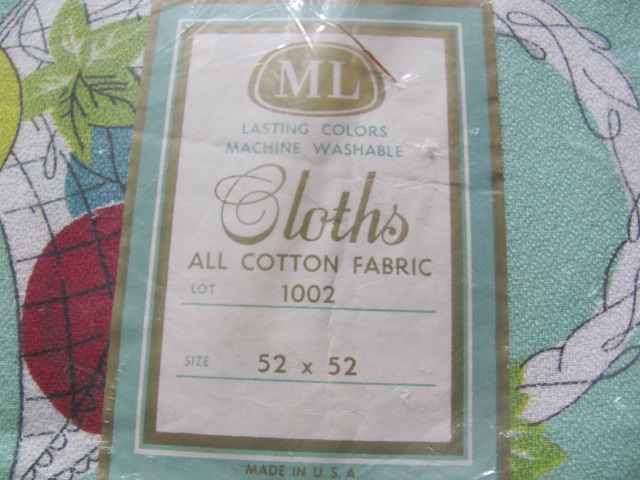 ML
LASTING COLORS
MACHINE WASHABLE
Cloths
ALL COTTON FABRIC
LOT 1002
SIZE 52 x 52
MADE IN U.S.A.